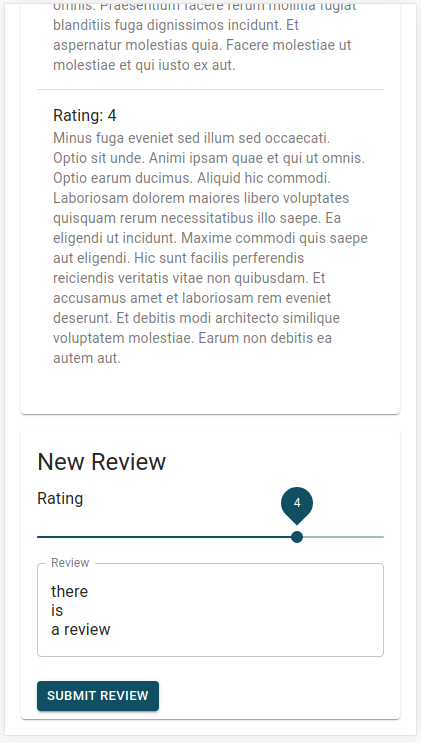 omnis. Praesentium facere rerum mollitia fugiat
blanditiis fuga dignissimos incidunt. Et
aspernatur molestias quia. Facere molestiae ut
molestiae et qui iusto ex aut.
Rating: 4
Minus fuga eveniet sed illum sed occaecati.
Optio sit unde. Animi ipsam quae et qui ut omnis.
Optio earum ducimus. Aliquid hic commodi.
Laboriosam dolorem maiores libero voluptates
quisquam rerum necessitatibus illo saepe. Ea
eligendi ut incidunt. Maxime commodi quis saepe
aut eligendi. Hic sunt facilis perferendis
reiciendis veritatis vitae non quibusdam. Et
accusamus amet et laboriosam rem eveniet
deserunt. Et debitis modi architecto similique
voluptatem molestiae. Earum non debitis ea
autem aut.
New Review
Rating
4
Review
there
is
a review
SUBMIT REVIEW